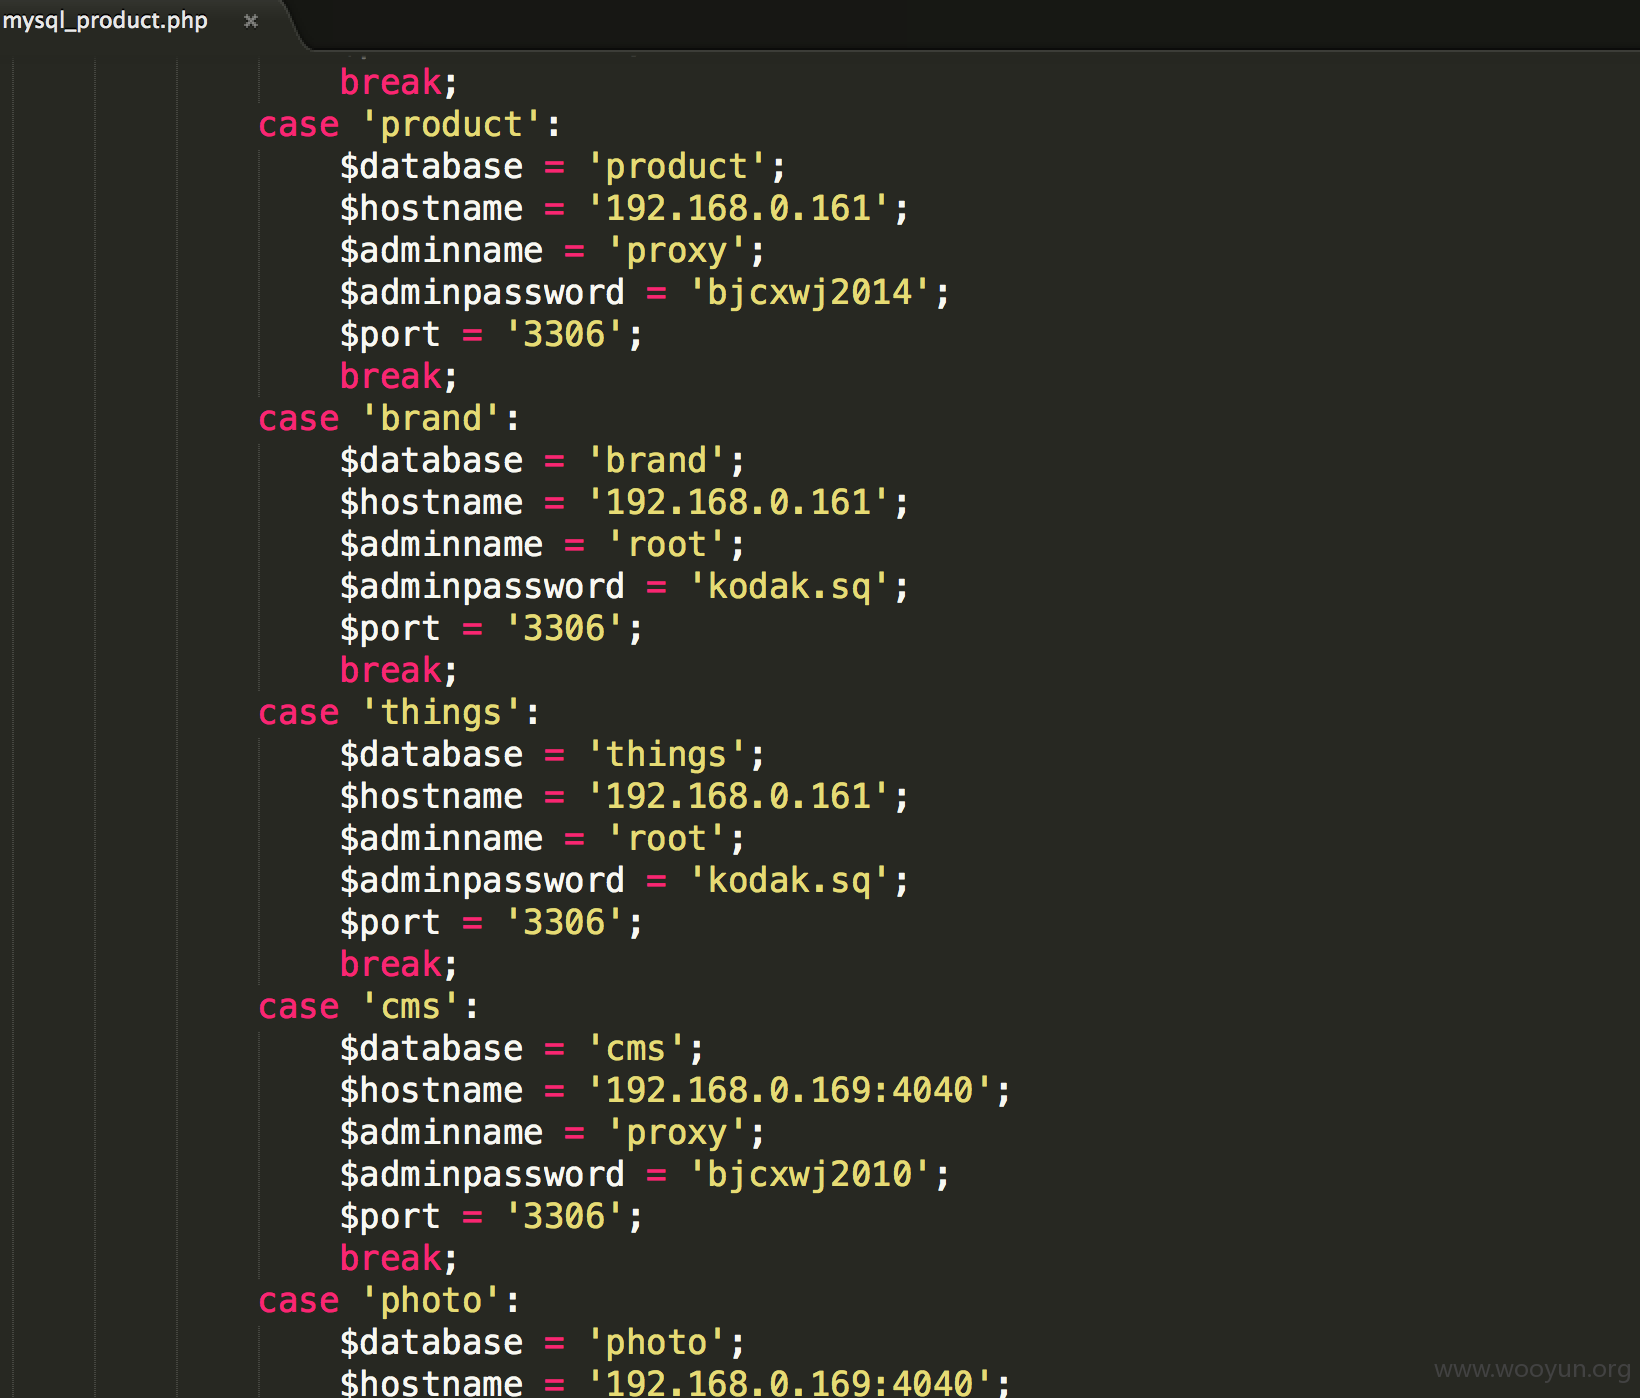 mysql_product.php ×
break;
case 'product':
$database = 'product';
$hostname = '192.168.0.161';
$adminname = 'proxy';
$adminpassword = 'bjcxwj2014';
$port = '3306';
break;
case 'brand':
$database = 'brand';
$hostname = '192.168.0.161';
$adminname = 'root';
$adminpassword = 'kodak.sq';
$port = '3306';
break;
case 'things':
$database = 'things';
$hostname = '192.168.0.161';
$adminname = 'root';
$adminpassword = 'kodak.sq';
$port = '3306';
break;
case 'cms':
$database = 'cms';
$hostname = '192.168.0.169:4040';
$adminname = 'proxy';
$adminpassword = 'bjcxwj2010';
$port = '3306';
break;
case 'photo':
$database = 'photo';
$hostname = '192.168.0.169:4040';
www.wooyun.org